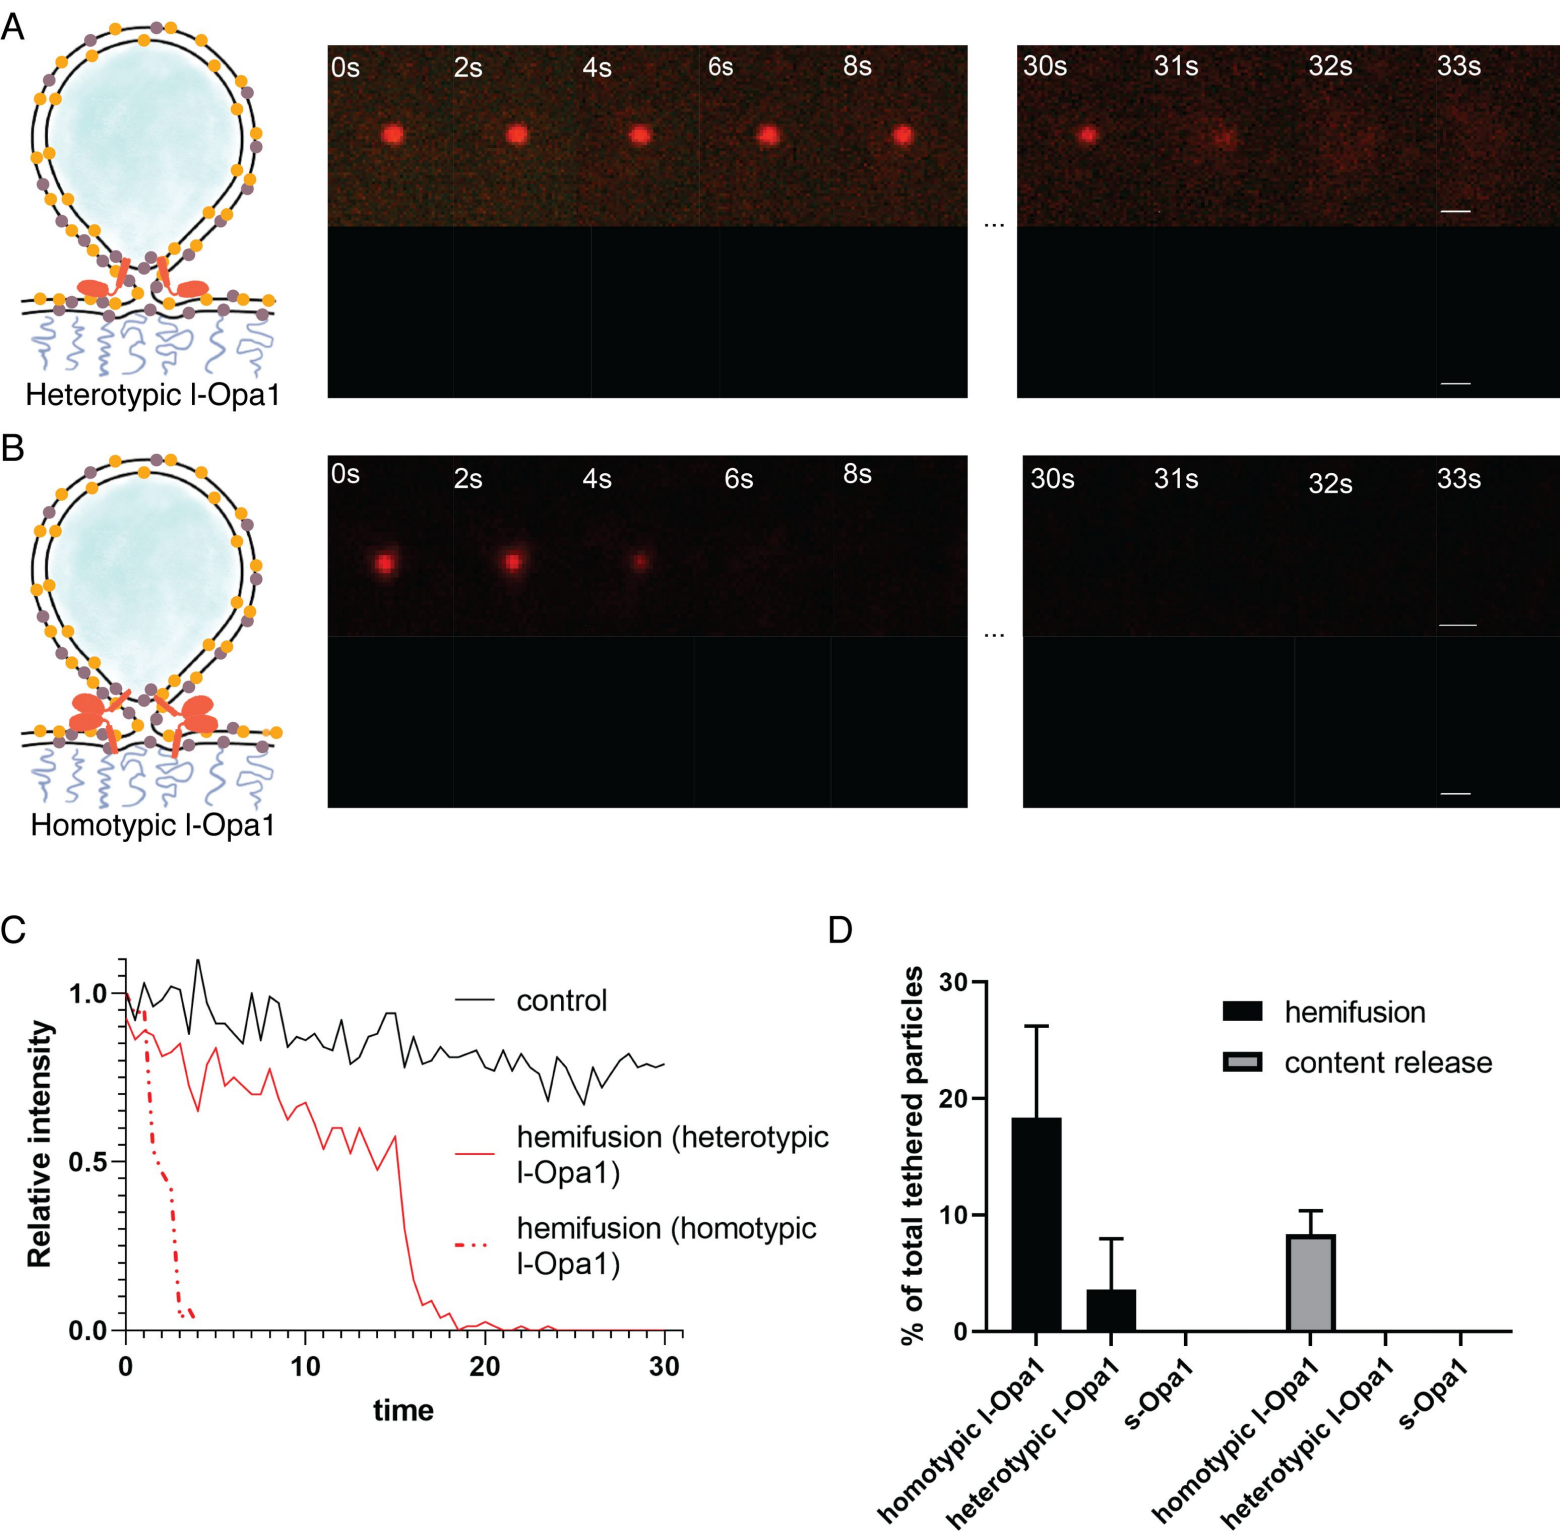 A
0s 2s 4s 6s 8s 30s 31s 32s 33s
...
Heterotypic l-Opa1
B
0s 2s 4s 6s 8s 30s 31s 32s 33s
...
Homotypic l-Opa1
C
Relative intensity
1.0
0.5
0.0
0 10 20 30
time
control
hemifusion (heterotypic
l-Opa1)
hemifusion (homotypic
l-Opa1)
D
% of total tethered particles
30
20
10
0
hemifusion
content release
homotypic l-Opa1
heterotypic l-Opa1
s-Opa1
homotypic l-Opa1
heterotypic l-Opa1
s-Opa1